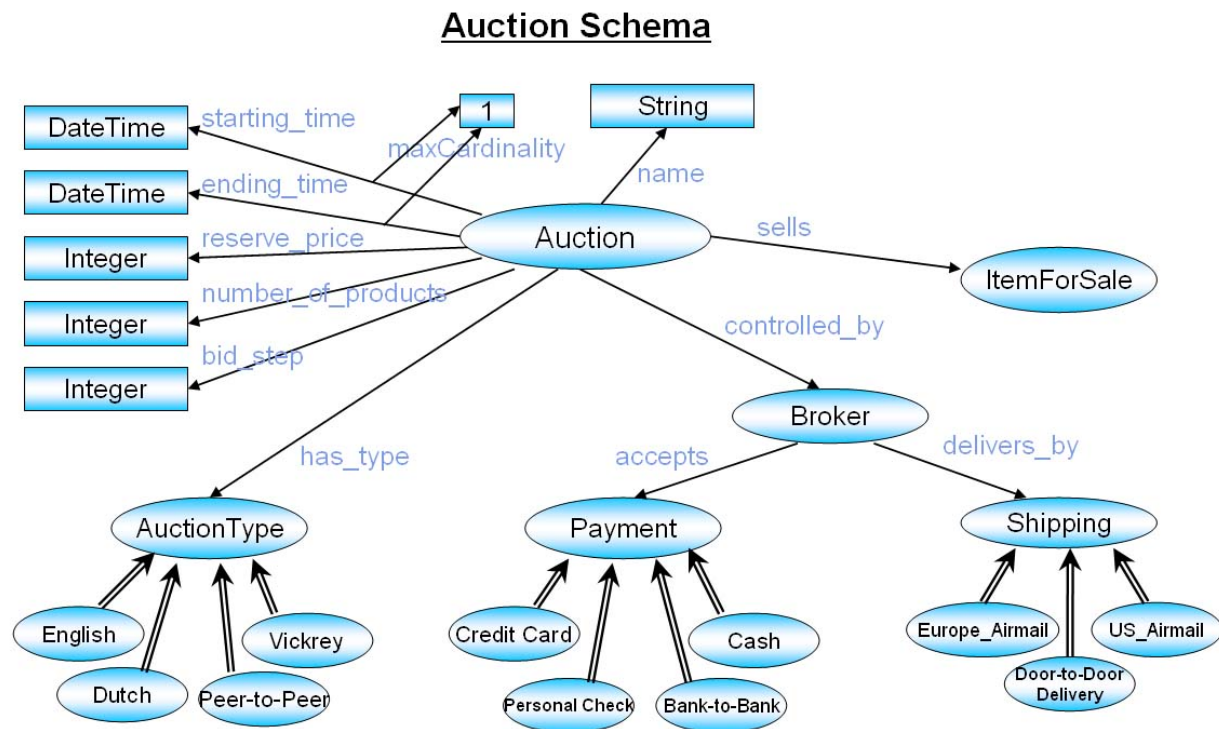 Auction Schema
DateTime
starting_time
1
String
maxCardinality
DateTime
ending_time
name
Integer
reserve_price
Auction
sells
ItemForSale
Integer
number_of_products
Integer
bid_step
controlled_by
Broker
has_type
accepts
delivers_by
AuctionType
Payment
Shipping
English
Vickrey
Credit Card
Cash
Europe_Airmail
US_Airmail
Dutch
Peer-to-Peer
Personal Check
Bank-to-Bank
Door-to-Door
Delivery